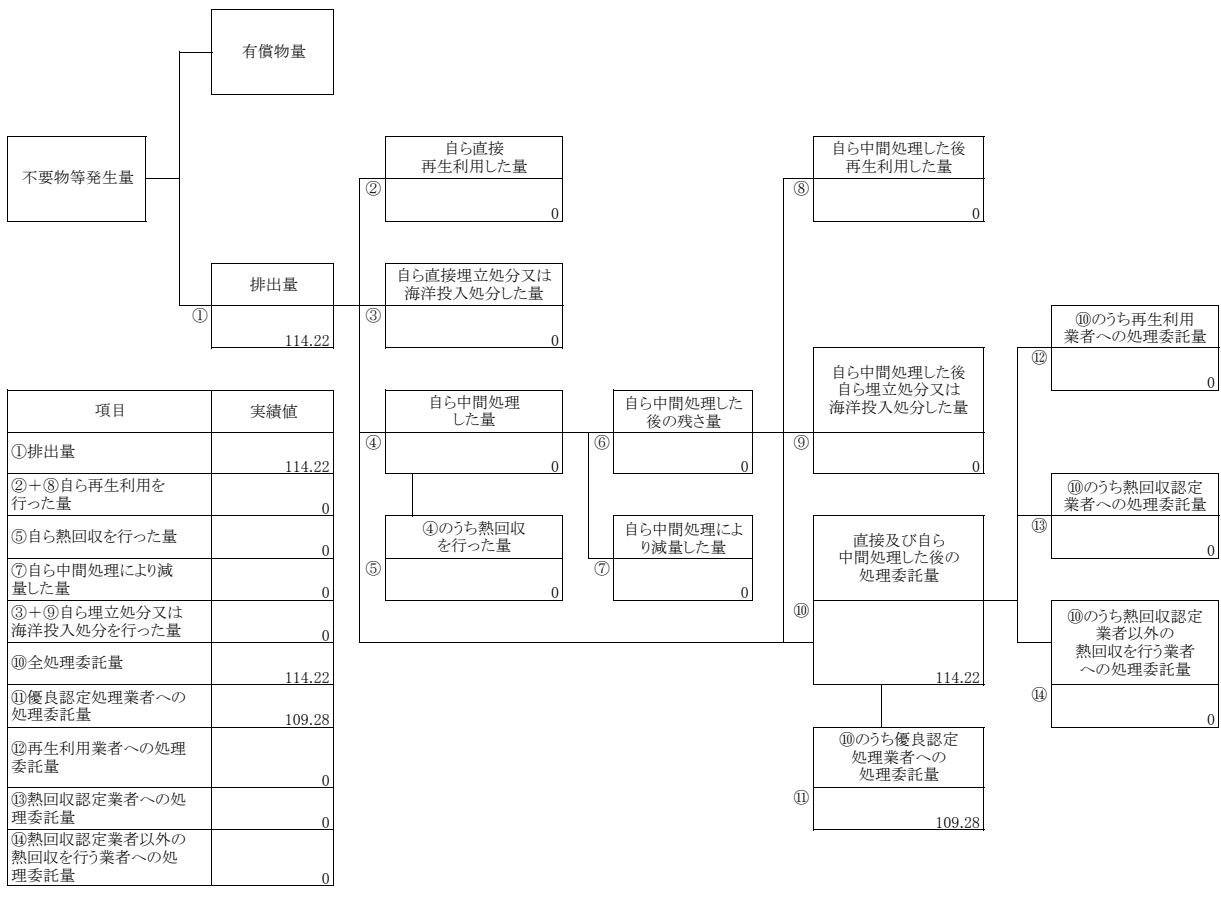 有償物量
不要物等発生量
排出量
①
114.22
自ら直接
再生利用した量
②
0
自ら直接埋立処分又は
海洋投入処分した量
③
0
自ら中間処理
した量
④
0
④のうち熱回収
を行った量
⑤
0
自ら中間処理した
後の残さ量
⑥
0
自ら中間処理によ
り減量した量
⑦
0
自ら中間処理した後
再生利用した量
⑧
0
自ら中間処理した後
自ら埋立処分又は
海洋投入処分した量
⑨
0
直接及び自ら
中間処理した後の
処理委託量
⑩
114.22
⑩のうち優良認定
処理業者への
処理委託量
⑪
109.28
⑩のうち再生利用
業者への処理委託量
⑫
0
⑩のうち熱回収認定
業者への処理委託量
⑬
0
⑩のうち熱回収認定
業者以外の
熱回収を行う業者
への処理委託量
⑭
0
項目 実績値
①排出量
114.22
②＋⑧自ら再生利用を
行った量
0
⑤自ら熱回収を行った量
0
⑦自ら中間処理により減
量した量
0
③＋⑨自ら埋立処分又は
海洋投入処分を行った量
0
⑩全処理委託量
114.22
⑪優良認定処理業者への
処理委託量
109.28
⑫再生利用業者への処理
委託量
0
⑬熱回収認定業者への処
理委託量
0
⑭熱回収認定業者以外の
熱回収を行う業者への処
理委託量
0